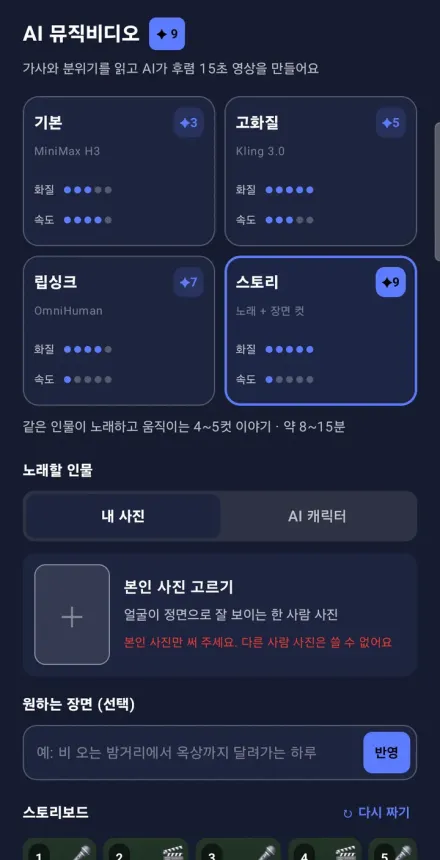 AI 뮤직비디오 ✦ 9
가사와 분위기를 읽고 AI가 후렴 15초 영상을 만들어요
기본 ✦3
MiniMax H3
화질
속도
고화질 ✦5
Kling 3.0
화질
속도
립싱크 ✦7
OmniHuman
화질
속도
스토리 ✦9
노래 + 장면 컷
화질
속도
같은 인물이 노래하고 움직이는 4~5컷 이야기 · 약 8~15분
노래할 인물
내 사진 AI 캐릭터
본인 사진 고르기
얼굴이 정면으로 잘 보이는 한 사람 사진
본인 사진만 써 주세요. 다른 사람 사진은 쓸 수 없어요
원하는 장면 (선택)
예: 비 오는 밤거리에서 옥상까지 달려가는 하루 반영
스토리보드 ↻ 다시 짜기
1 2 3 4 5